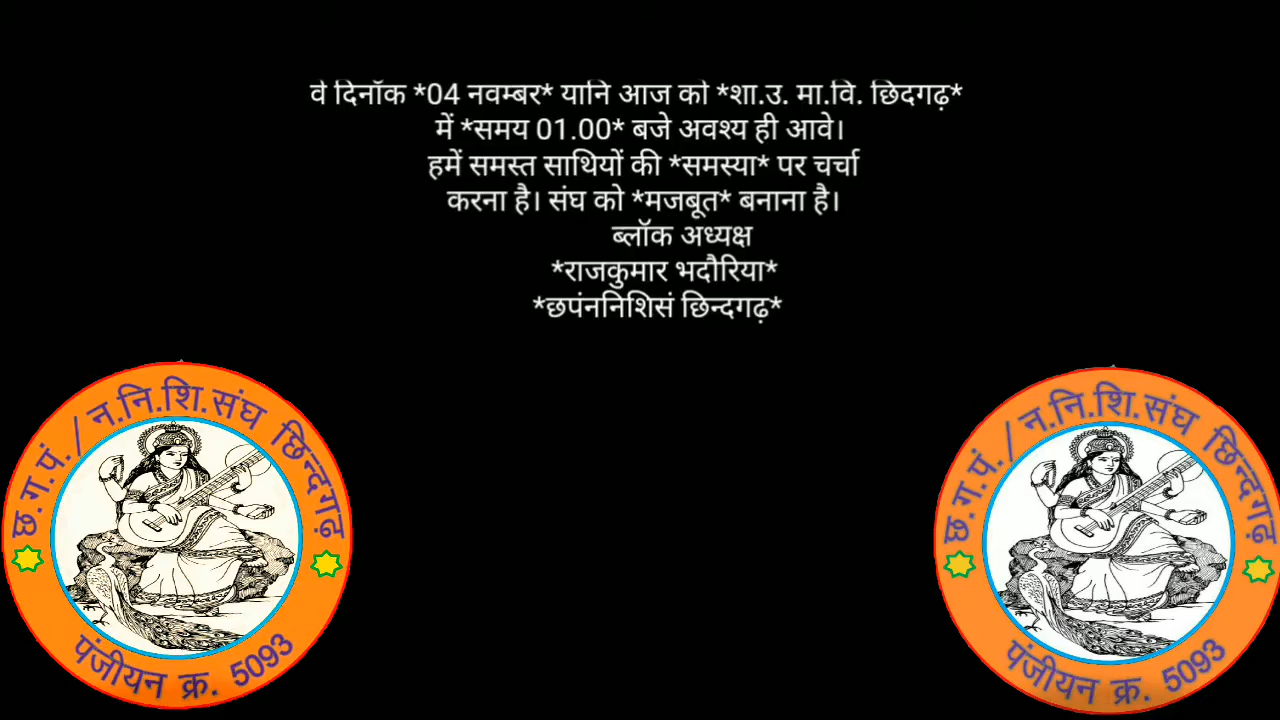 वे दिनॉक *04 नवम्बर* यानि आज को *शा.उ. मा.वि. छिदगढ़*
में *समय 01.00* बजे अवश्य ही आवे।
हमें समस्त साथियों की *समस्या* पर चर्चा
करना है। संघ को *मजबूत* बनाना है।
ब्लॉक अध्यक्ष
*राजकुमार भदौरिया*
*छपंननिशिसं छिन्दगढ़*
छ.ग.पं. / न.नि.शि.संघ छिन्दगढ़
पंजीयन क्र. 5093
छ.ग.पं. / न.नि.शि.संघ छिन्दगढ़
पंजीयन क्र. 5093